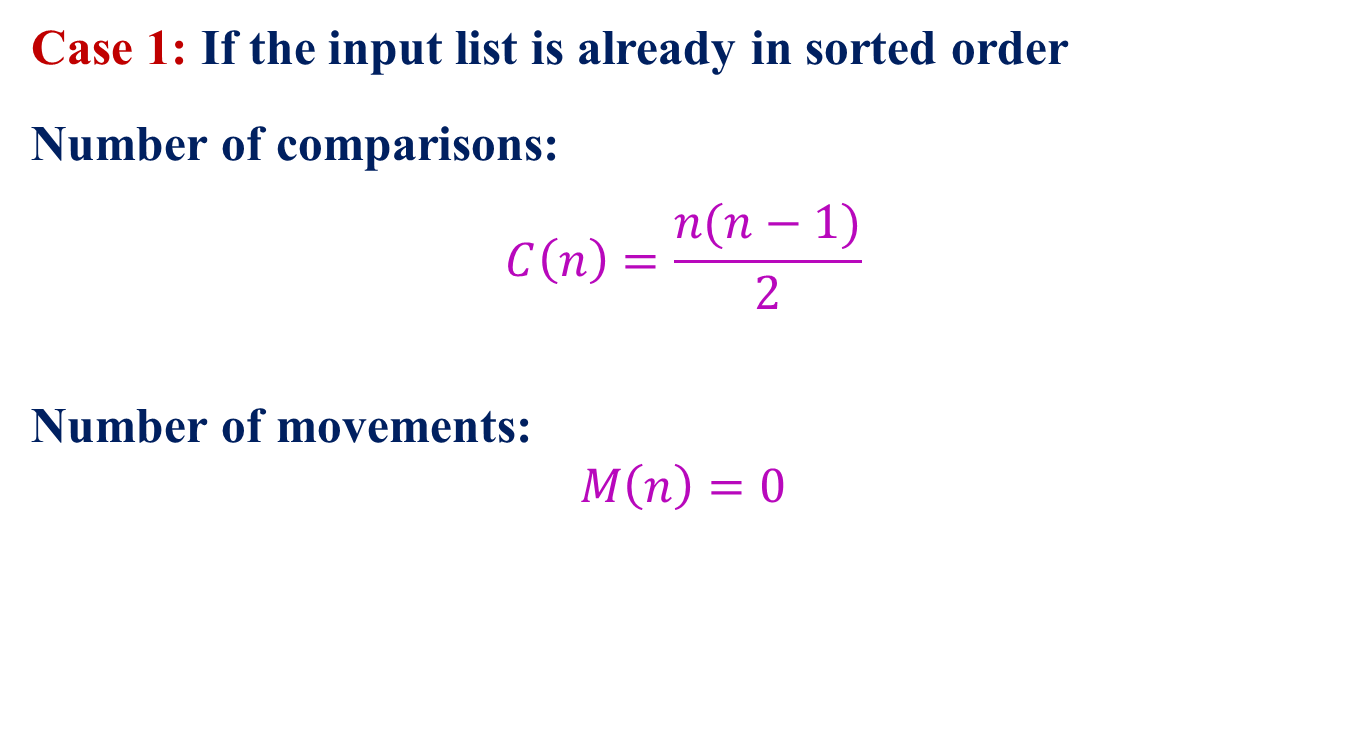 Case 1: If the input list is already in sorted order
Number of comparisons:
C(n) = n(n − 1) / 2
Number of movements:
M(n) = 0